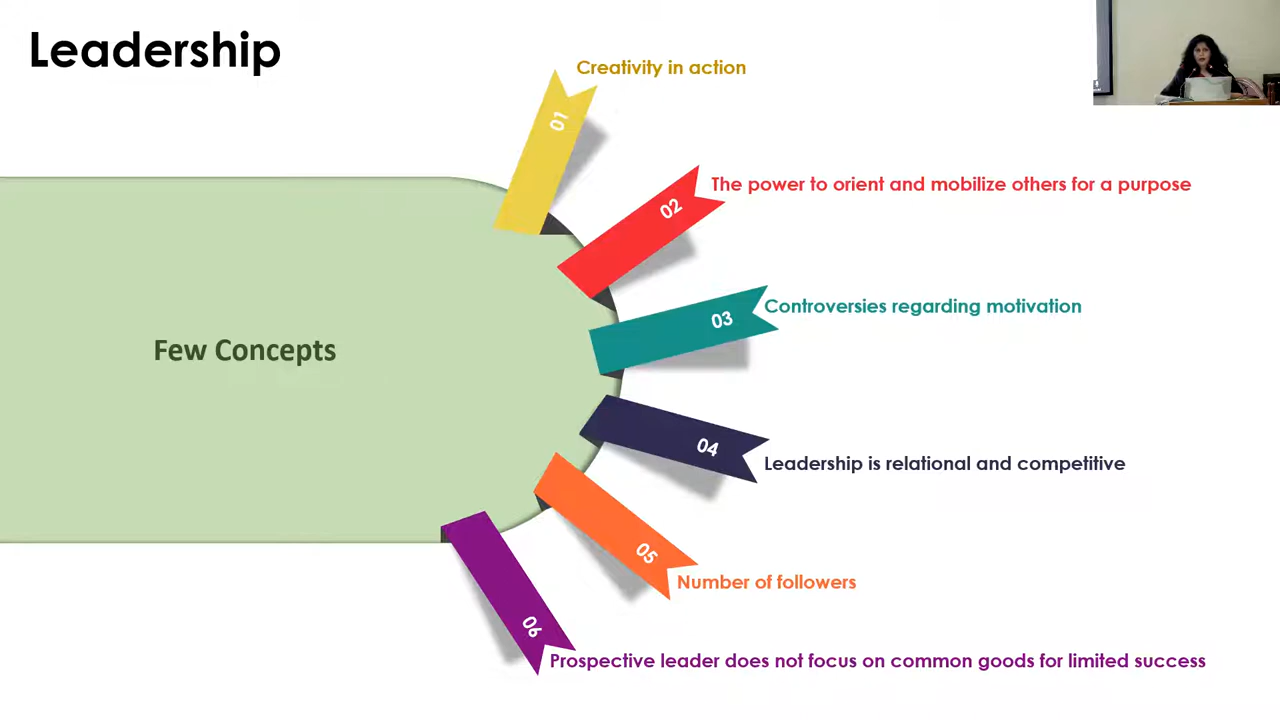 Leadership
01
Creativity in action
02
The power to orient and mobilize others for a purpose
03
Controversies regarding motivation
Few Concepts
04
Leadership is relational and competitive
05
Number of followers
06
Prospective leader does not focus on common goods for limited success